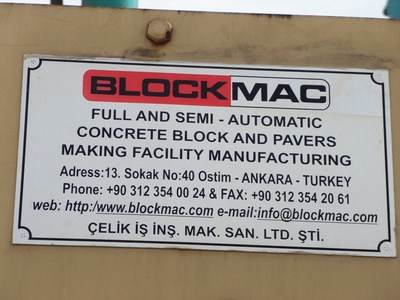 BLOCKMAC
FULL AND SEMI - AUTOMATIC
CONCRETE BLOCK AND PAVERS
MAKING FACILITY MANUFACTURING
Adress:13. Sokak No:40 Ostim - ANKARA - TURKEY
Phone: +90 312 354 00 24 & FAX: +90 312 354 20 61
web: http:/www.blockmac.com e-mail:info@blockmac.com
ÇELİK İŞ İNŞ. MAK. SAN. LTD. ŞTİ.